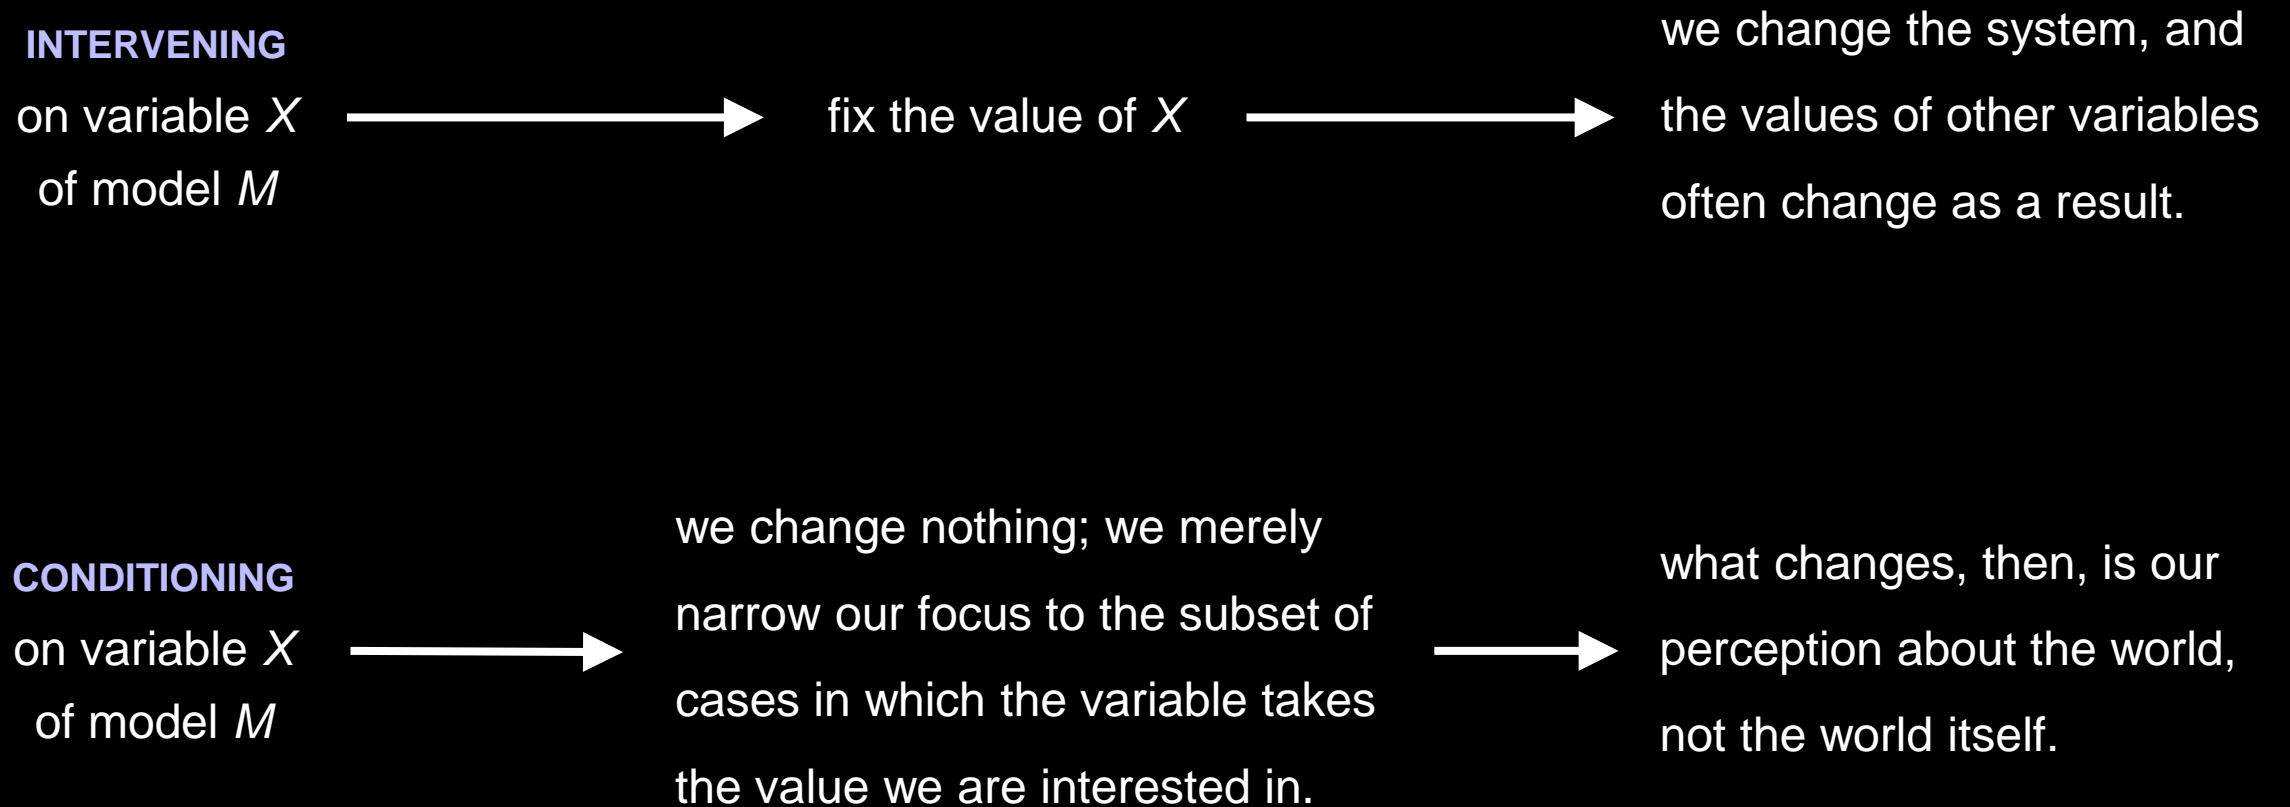 INTERVENING
on variable X
of model M
fix the value of X
we change the system, and
the values of other variables
often change as a result.
CONDITIONING
on variable X
of model M
we change nothing; we merely
narrow our focus to the subset of
cases in which the variable takes
the value we are interested in.
what changes, then, is our
perception about the world,
not the world itself.